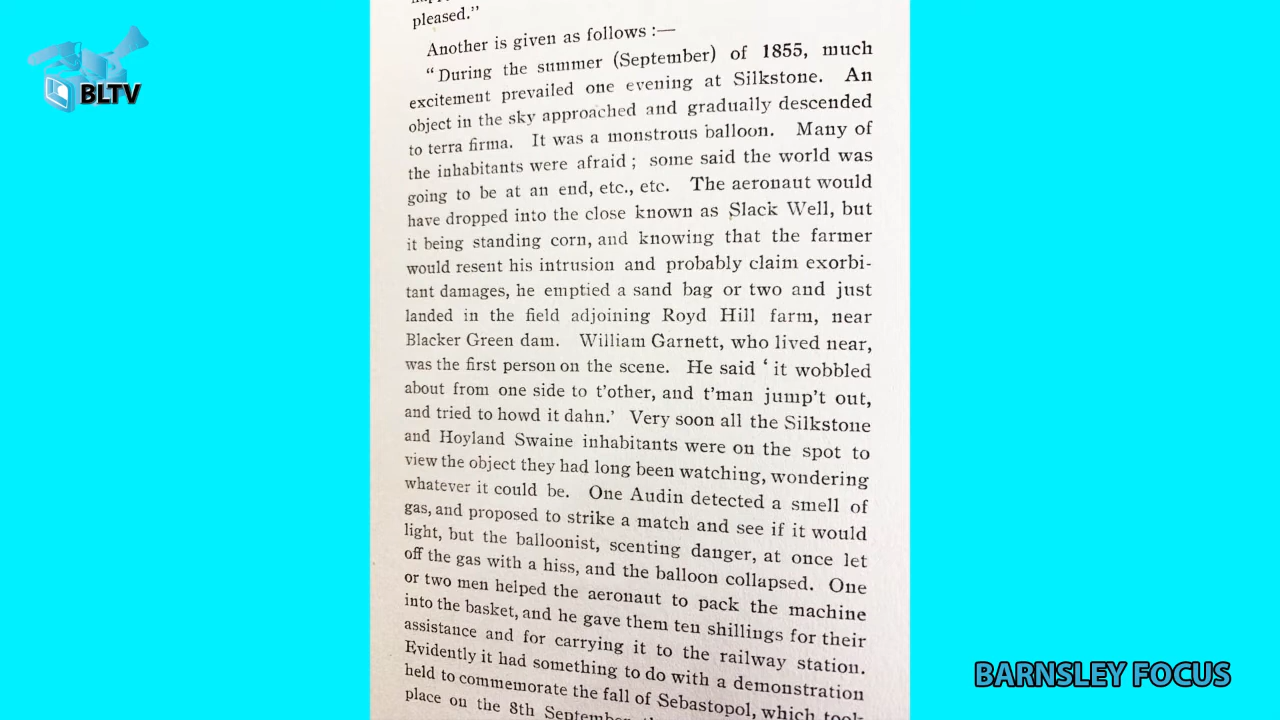 BLTV
pleased."
Another is given as follows :—
"During the summer (September) of 1855, much
excitement prevailed one evening at Silkstone. An
object in the sky approached and gradually descended
to terra firma. It was a monstrous balloon. Many of
the inhabitants were afraid ; some said the world was
going to be at an end, etc., etc. The aeronaut would
have dropped into the close known as Slack Well, but
it being standing corn, and knowing that the farmer
would resent his intrusion and probably claim exorbi-
tant damages, he emptied a sand bag or two and just
landed in the field adjoining Royd Hill farm, near
Blacker Green dam. William Garnett, who lived near,
was the first person on the scene. He said ' it wobbled
about from one side to t'other, and t'man jump't out,
and tried to howd it dahn.' Very soon all the Silkstone
and Hoyland Swaine inhabitants were on the spot to
view the object they had long been watching, wondering
whatever it could be. One Audin detected a smell of
gas, and proposed to strike a match and see if it would
light, but the balloonist, scenting danger, at once let
off the gas with a hiss, and the balloon collapsed. One
or two men helped the aeronaut to pack the machine
into the basket, and he gave them ten shillings for their
assistance and for carrying it to the railway station.
Evidently it had something to do with a demonstration
held to commemorate the fall of Sebastopol, which took
place on the 8th September
BARNSLEY FOCUS